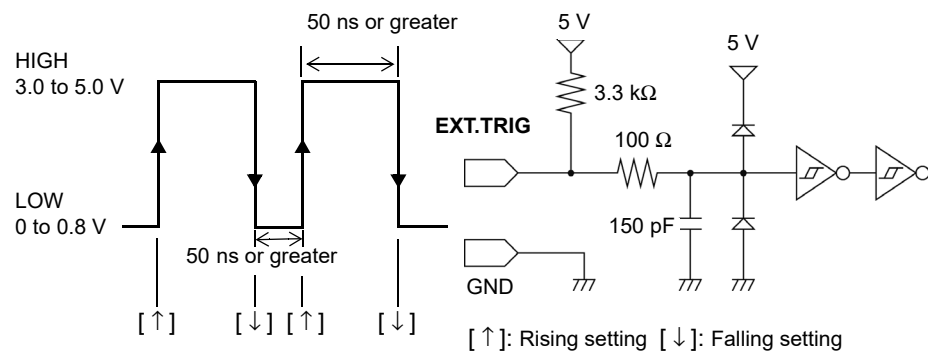 50 ns or greater
HIGH
3.0 to 5.0 V
LOW
0 to 0.8 V
50 ns or greater
[ ↑ ] [ ↓ ] [ ↑ ] [ ↓ ]
5 V
5 V
3.3 kΩ
EXT.TRIG
100 Ω
150 pF
GND
[ ↑ ]: Rising setting [ ↓ ]: Falling setting